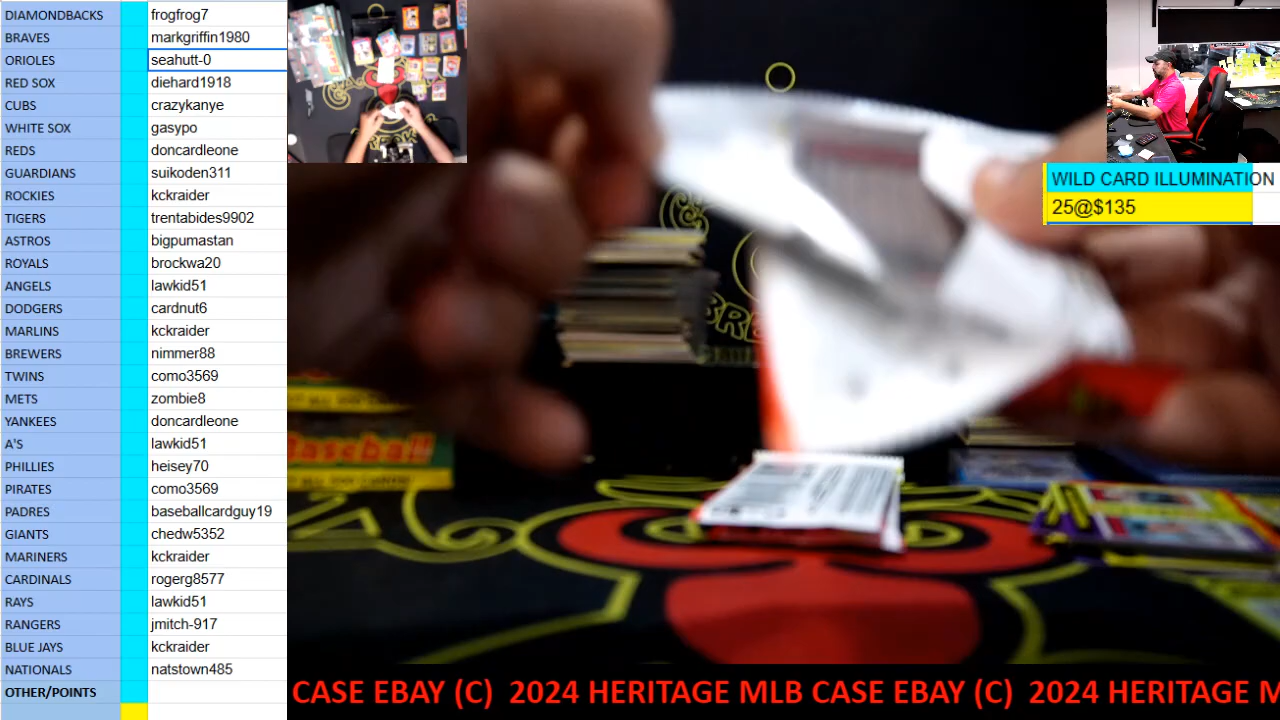 DIAMONDBACKS frogfrog7
BRAVES markgriffin1980
ORIOLES seahutt-0
RED SOX diehard1918
CUBS crazykanye
WHITE SOX gasypo
REDS doncardleone
GUARDIANS suikoden311
ROCKIES kckraider
TIGERS trentabides9902
ASTROS bigpumastan
ROYALS brockwa20
ANGELS lawkid51
DODGERS cardnut6
MARLINS kckraider
BREWERS nimmer88
TWINS como3569
METS zombie8
YANKEES doncardleone
A'S lawkid51
PHILLIES heisey70
PIRATES como3569
PADRES baseballcardguy19
GIANTS chedw5352
MARINERS kckraider
CARDINALS rogerg8577
RAYS lawkid51
RANGERS jmitch-917
BLUE JAYS kckraider
NATIONALS natstown485
OTHER/POINTS
WILD CARD ILLUMINATION
25@$135
Baseball
CASE EBAY (C) 2024 HERITAGE MLB CASE EBAY (C) 2024 HERITAGE M